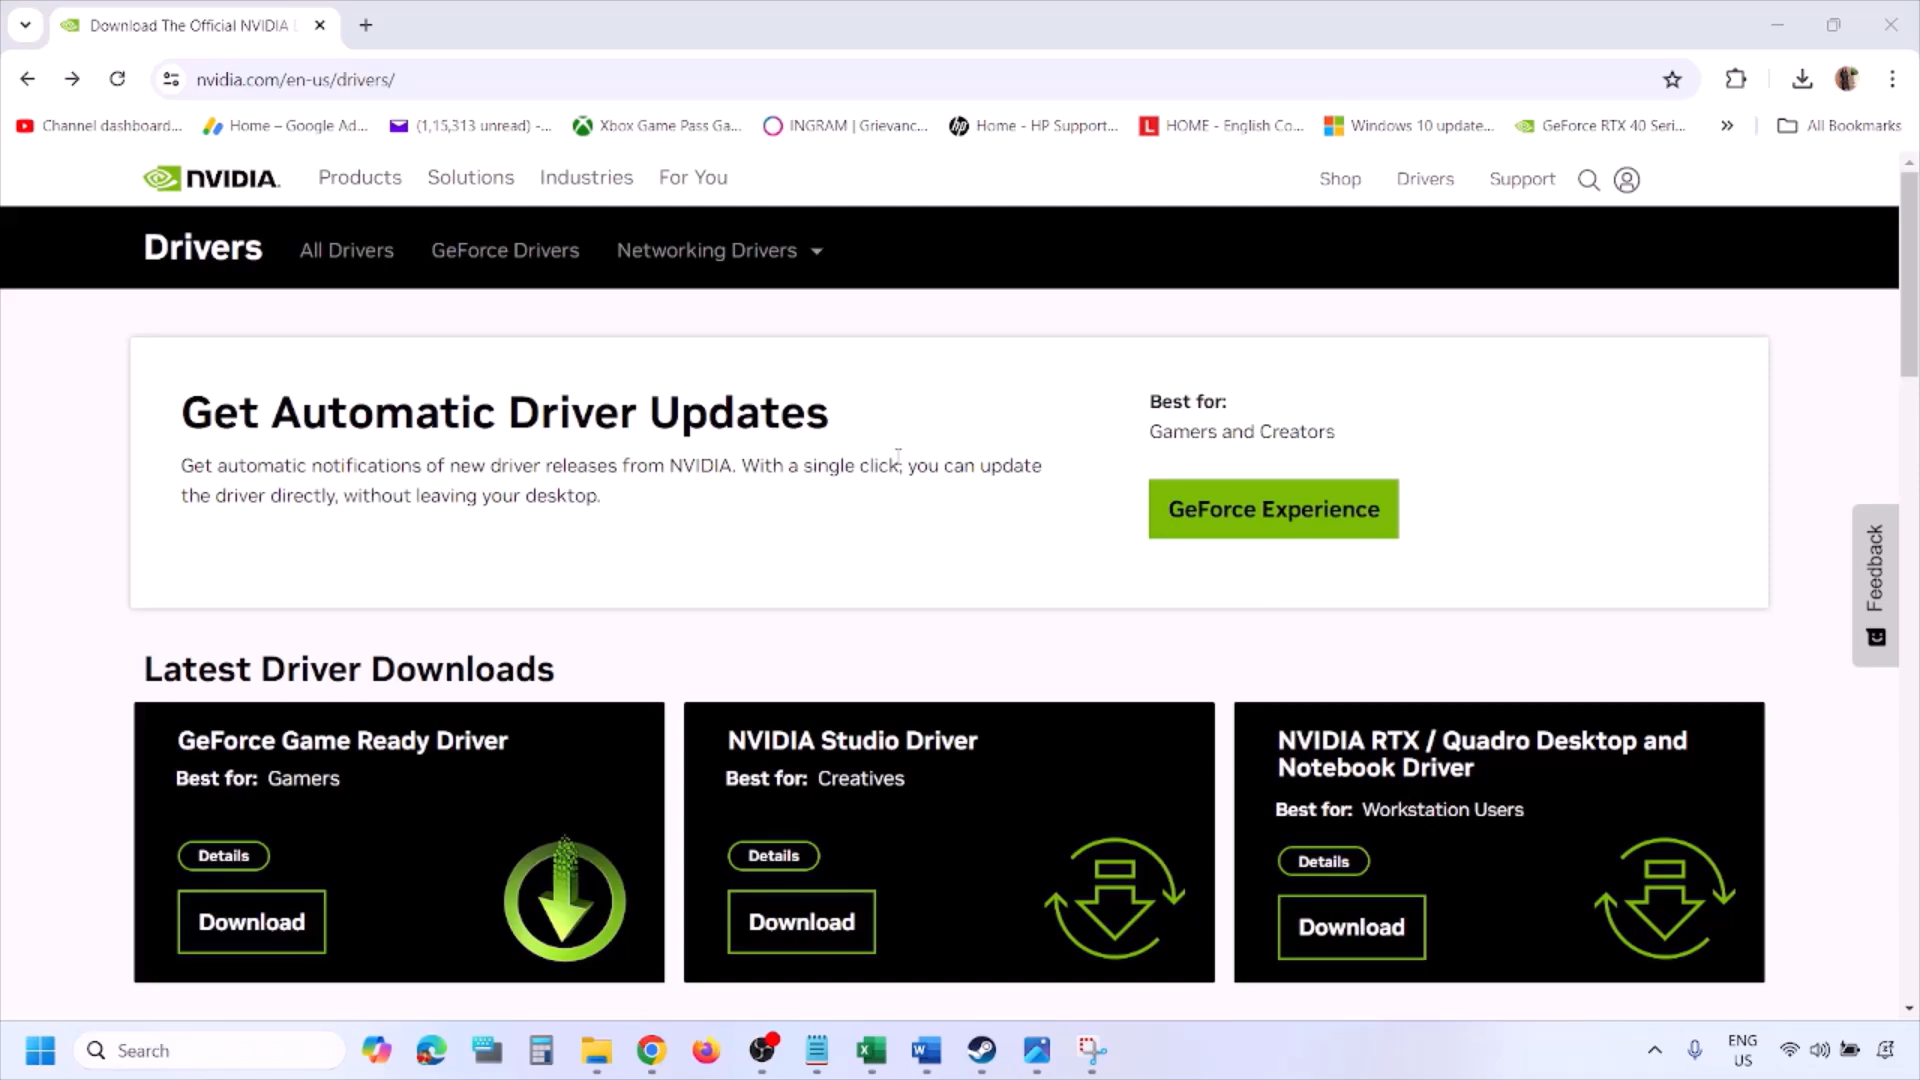 Download The Official NVIDIA
nvidia.com/en-us/drivers/
Channel dashboard...
Home – Google Ad...
(1,15,313 unread) -...
Xbox Game Pass Ga...
INGRAM | Grievanc...
Home - HP Support...
HOME - English Co...
Windows 10 update...
GeForce RTX 40 Seri...
All Bookmarks
NVIDIA.
Products
Solutions
Industries
For You
Shop
Drivers
Support
Drivers
All Drivers
GeForce Drivers
Networking Drivers
Get Automatic Driver Updates
Get automatic notifications of new driver releases from NVIDIA. With a single click, you can update
the driver directly, without leaving your desktop.
Best for:
Gamers and Creators
GeForce Experience
Feedback
Latest Driver Downloads
GeForce Game Ready Driver
Best for: Gamers
Details
Download
NVIDIA Studio Driver
Best for: Creatives
Details
Download
NVIDIA RTX / Quadro Desktop and
Notebook Driver
Best for: Workstation Users
Details
Download
Search
ENG
US